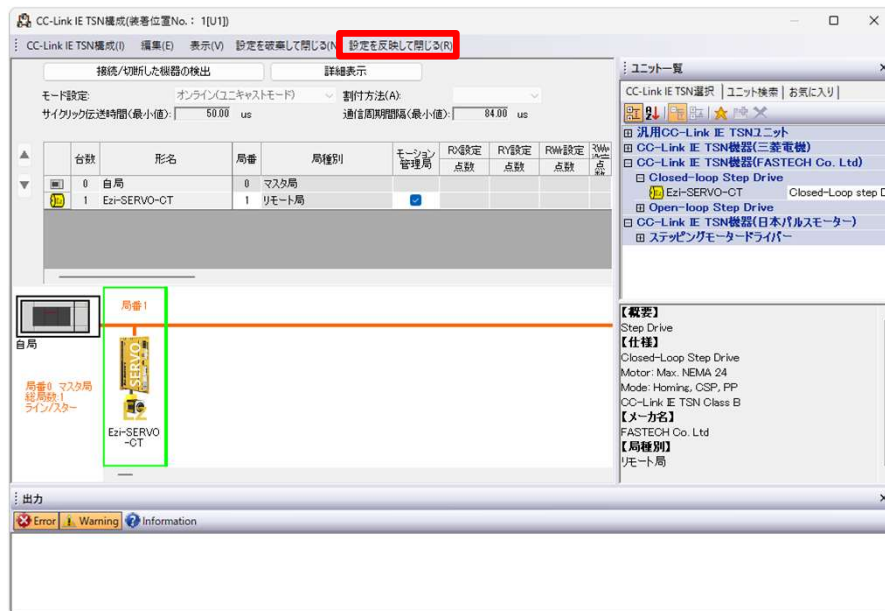 CC-Link IE TSN構成(装着位置No.： 1[U1])
CC-Link IE TSN構成(I) 編集(E) 表示(V) 設定を破棄して閉じる(N 設定を反映して閉じる(R)
接続/切断した機器の検出 詳細表示
モード設定: オンライン(ユニキャストモード) 割付方法(A):
サイクリック伝送時間(最小値): 50.00 us 通信周期間隔(最小値): 84.00 us
台数 形名 局番 局種別 モーション管理局 RX設定 RY設定 RWr設定
点数 点数 点数
0 自局 0 マスタ局
1 Ezi-SERVO-CT 1 リモート局
局番1
自局
局番0 マスタ局
総局数:1
ライン/スター
SERVO
Ezi-SERVO
-CT
ユニット一覧
CC-Link IE TSN選択 ユニット検索 お気に入り
汎用CC-Link IE TSNユニット
CC-Link IE TSN機器(三菱電機)
CC-Link IE TSN機器(FASTECH Co. Ltd)
Closed-loop Step Drive
Ezi-SERVO-CT Closed-Loop step D
Open-loop Step Drive
CC-Link IE TSN機器(日本パルスモーター)
ステッピングモータードライバー
【概要】
Step Drive
【仕様】
Closed-Loop Step Drive
Motor: Max. NEMA 24
Mode: Homing, CSP, PP
CC-Link IE TSN Class B
【メーカ名】
FASTECH Co. Ltd
【局種別】
リモート局
出力
Error Warning Information